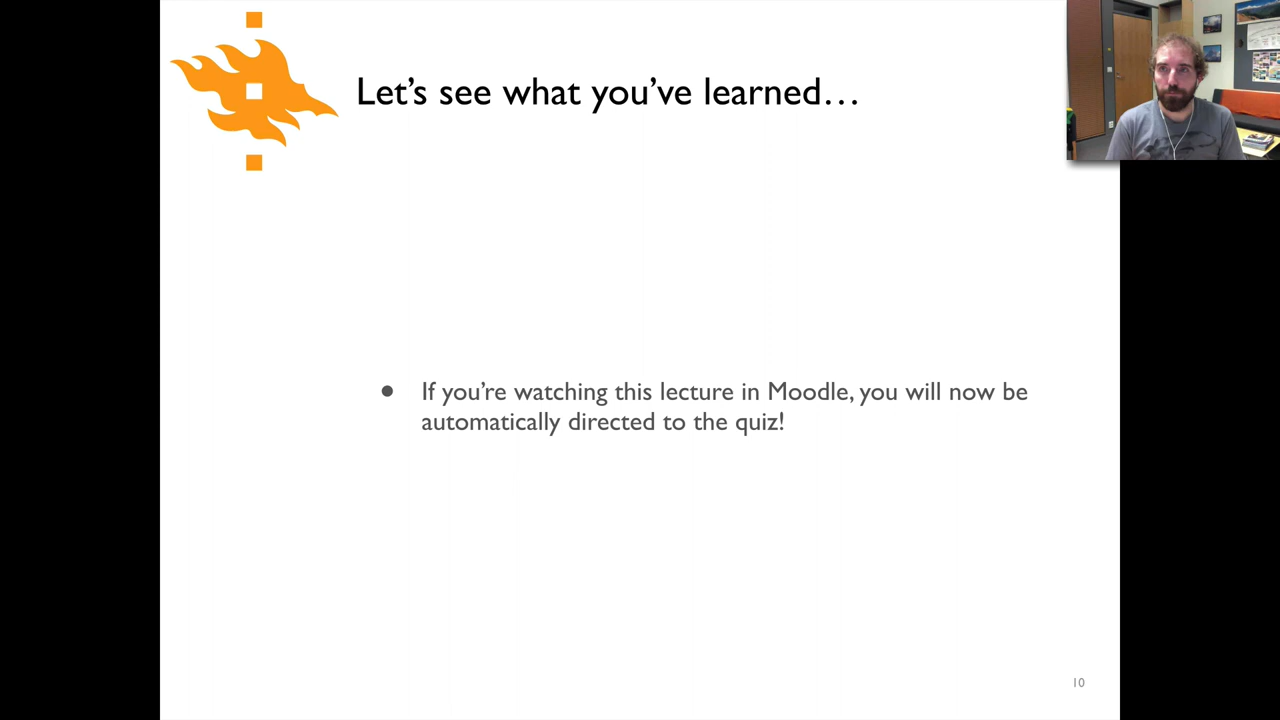 Let's see what you've learned…
● If you're watching this lecture in Moodle, you will now be
automatically directed to the quiz!
10